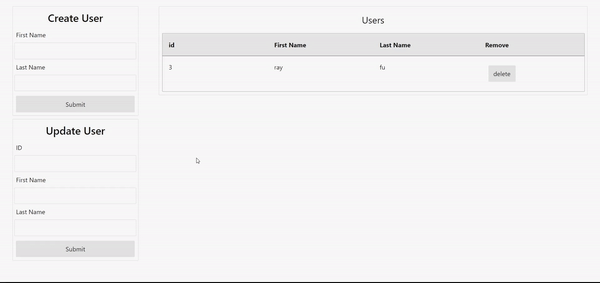 Create User
First Name
Last Name
Submit
Update User
ID
First Name
Last Name
Submit
Users
id First Name Last Name Remove
3 ray fu delete